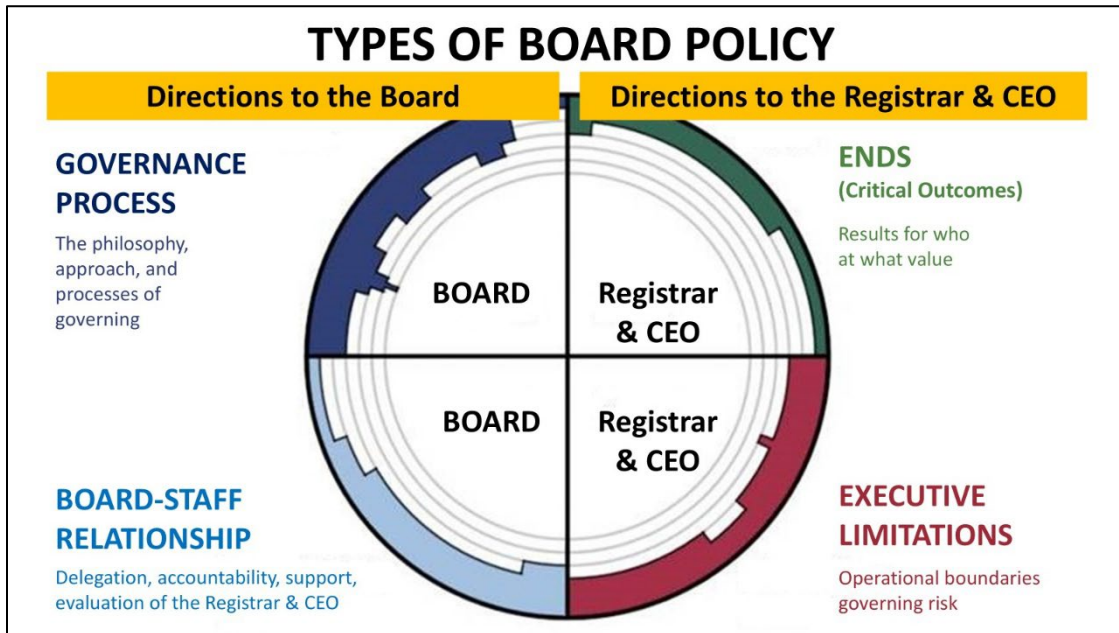 TYPES OF BOARD POLICY
Directions to the Board
Directions to the Registrar & CEO
GOVERNANCE
PROCESS
The philosophy,
approach, and
processes of
governing
ENDS
(Critical Outcomes)
Results for who
at what value
BOARD
Registrar
& CEO
BOARD
Registrar
& CEO
BOARD-STAFF
RELATIONSHIP
Delegation, accountability, support,
evaluation of the Registrar & CEO
EXECUTIVE
LIMITATIONS
Operational boundaries
governing risk